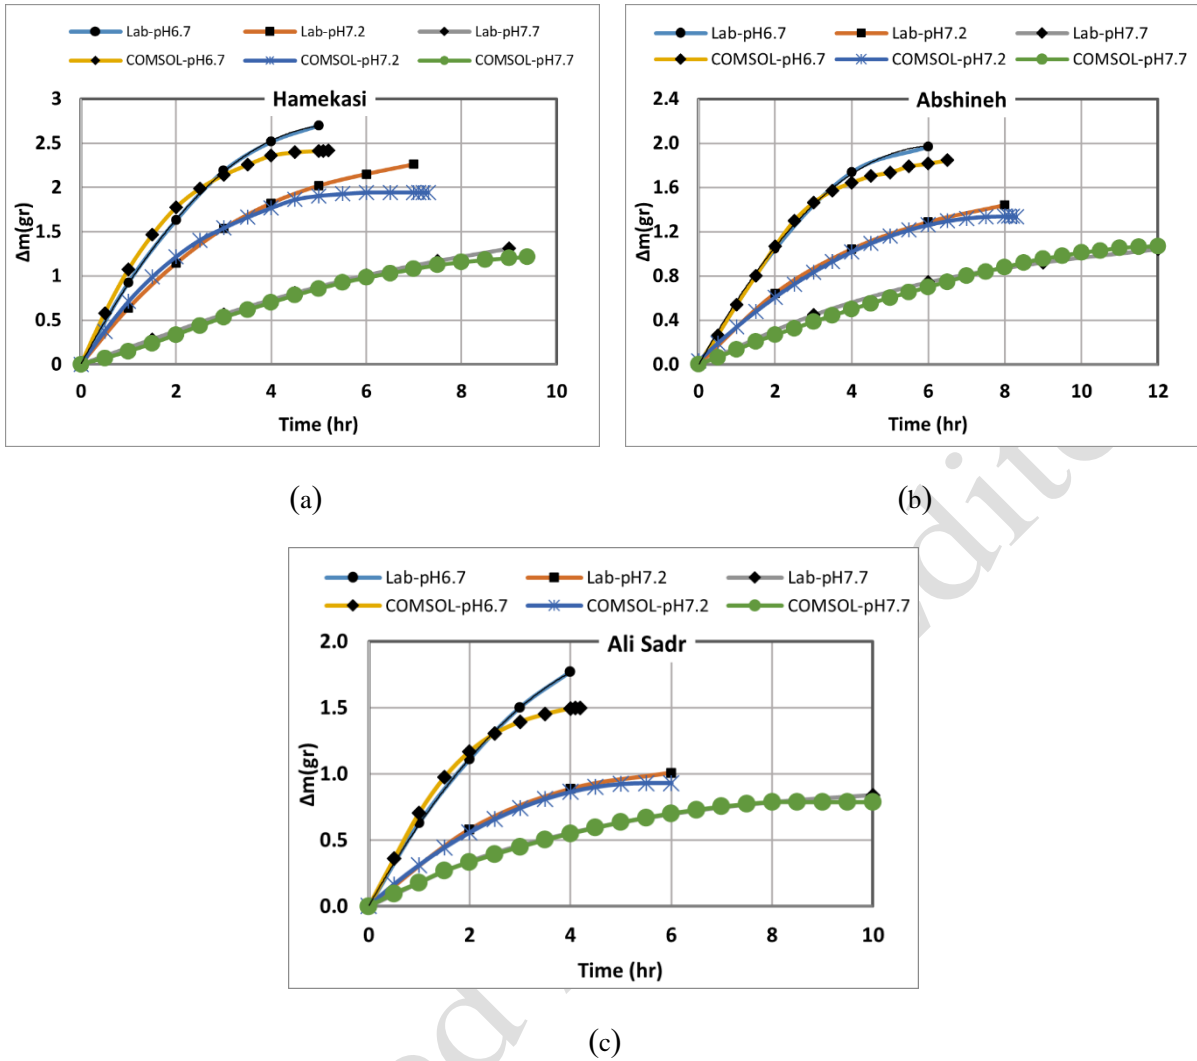 Lab-pH6.7 Lab-pH7.2 Lab-pH7.7
COMSOL-pH6.7 COMSOL-pH7.2 COMSOL-pH7.7
Hamekasi
3
2.5
2
1.5
1
0.5
0
Δm(gr)
0 2 4 6 8 10
Time (hr)
(a)
Lab-pH6.7 Lab-pH7.2 Lab-pH7.7
COMSOL-pH6.7 COMSOL-pH7.2 COMSOL-pH7.7
Abshineh
2.4
2.0
1.6
1.2
0.8
0.4
0.0
Δm(gr)
0 2 4 6 8 10 12
Time (hr)
(b)
Lab-pH6.7 Lab-pH7.2 Lab-pH7.7
COMSOL-pH6.7 COMSOL-pH7.2 COMSOL-pH7.7
Ali Sadr
2.0
1.5
1.0
0.5
0.0
Δm(gr)
0 2 4 6 8 10
Time (hr)
(c)